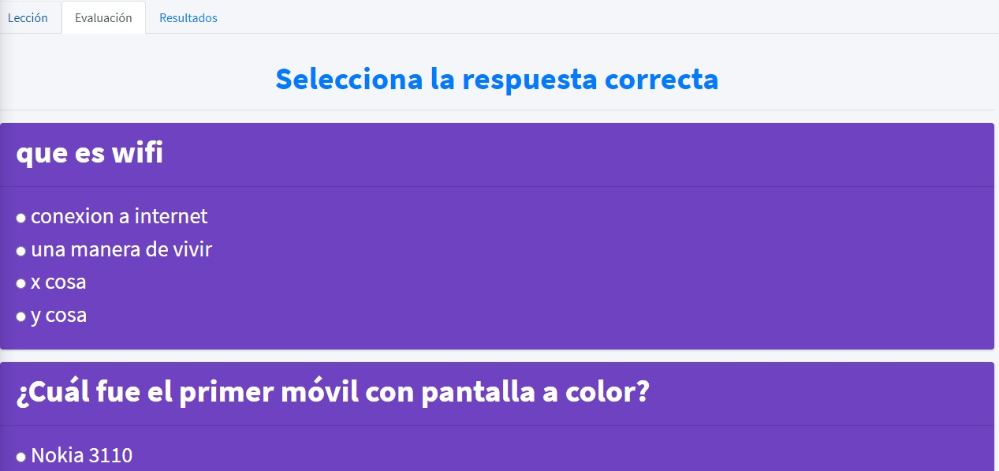 Lección Evaluación Resultados
Selecciona la respuesta correcta
que es wifi
conexion a internet
una manera de vivir
x cosa
y cosa
¿Cuál fue el primer móvil con pantalla a color?
Nokia 3110